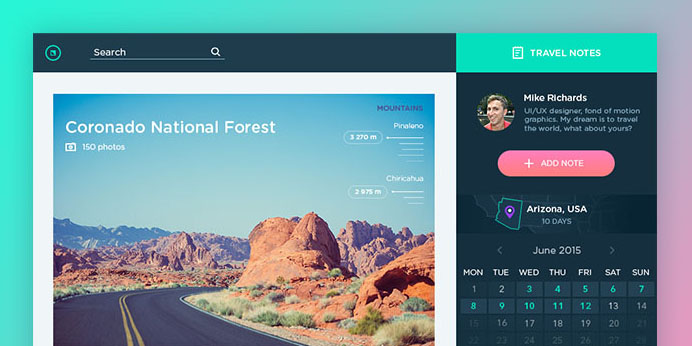 Search
TRAVEL NOTES
MOUNTAINS
Coronado National Forest
150 photos
Pinaleno
3 270 m
Chiricahua
2 975 m
Mike Richards
UI/UX designer, fond of motion
graphics. My dream is to travel
the world, what about yours?
+ ADD NOTE
Arizona, USA
10 DAYS
< June 2015 >
MON TUE WED THU FRI SAT SUN
1 2 3 4 5 6 7
8 9 10 11 12 13 14
15 16 17 18 19 20 21